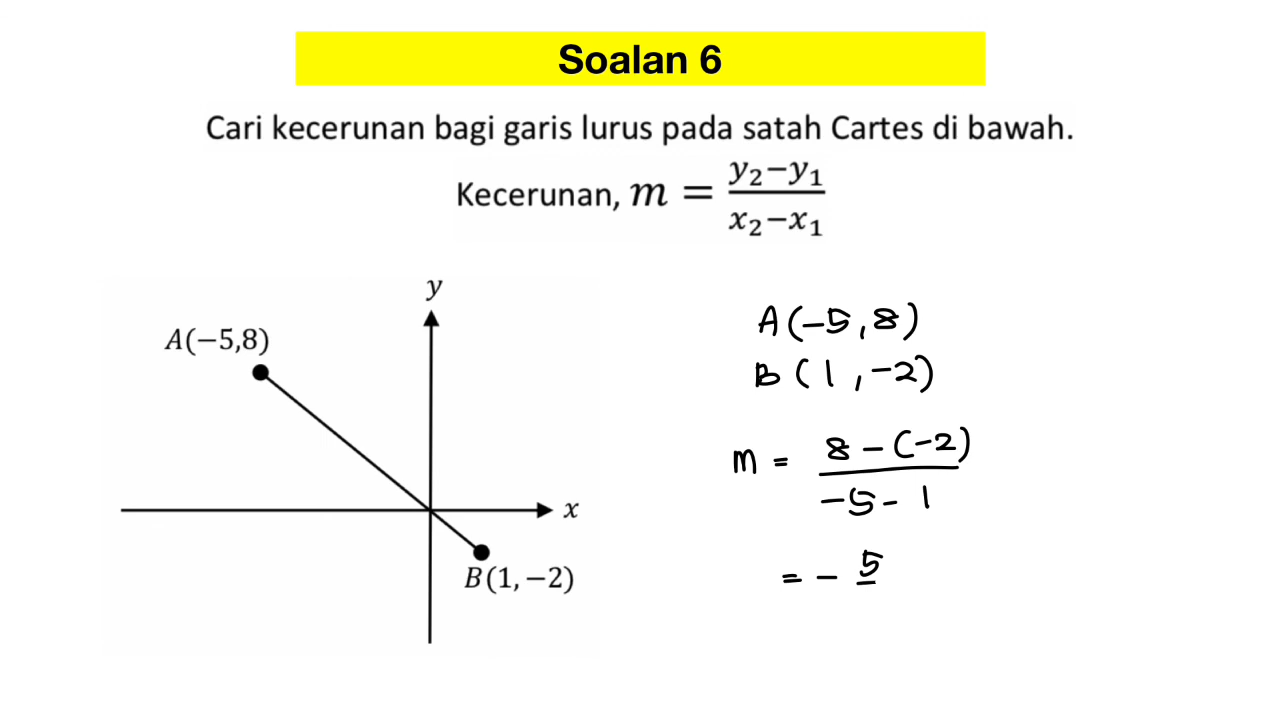 Soalan 6
Cari kecerunan bagi garis lurus pada satah Cartes di bawah.
Kecerunan, m = y₂−y₁
x₂−x₁
y
A(−5,8)
x
B(1, −2)
A(−5,8)
B(1,−2)
m = 8 − (−2)
−5 − 1
= − 5